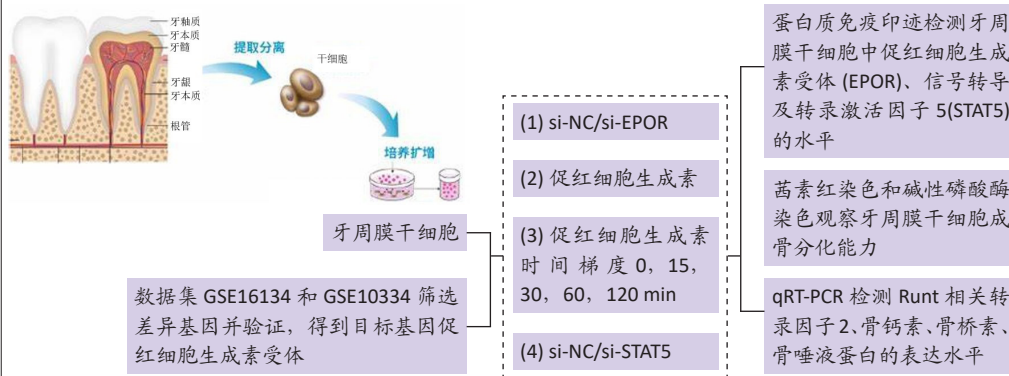 牙釉质
牙本质
牙髓
牙龈
牙本质
根管
提取分离
干细胞
培养扩增
牙周膜干细胞
数据集 GSE16134 和 GSE10334 筛选
差异基因并验证，得到目标基因促
红细胞生成素受体
(1) si-NC/si-EPOR
(2) 促红细胞生成素
(3) 促红细胞生成素
时间梯度 0，15，
30，60，120 min
(4) si-NC/si-STAT5
蛋白质免疫印迹检测牙周
膜干细胞中促红细胞生成
素受体 (EPOR)、信号转导
及转录激活因子 5(STAT5)
的水平
茜素红染色和碱性磷酸酶
染色观察牙周膜干细胞成
骨分化能力
qRT-PCR 检测 Runt 相关转
录因子2、骨钙素、骨桥素、
骨唾液蛋白的表达水平